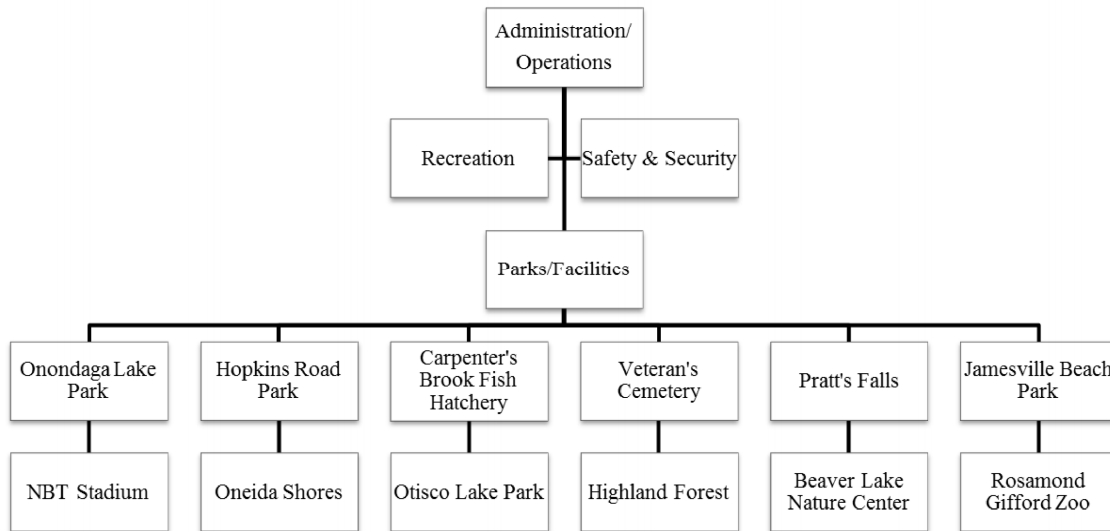 Administration/
Operations
Recreation
Safety & Security
Parks/Facilities
Onondaga Lake
Park
Hopkins Road
Park
Carpenter's
Brook Fish
Hatchery
Veteran's
Cemetery
Pratt's Falls
Jamesville Beach
Park
NBT Stadium
Oneida Shores
Otisco Lake Park
Highland Forest
Beaver Lake
Nature Center
Rosamond
Gifford Zoo